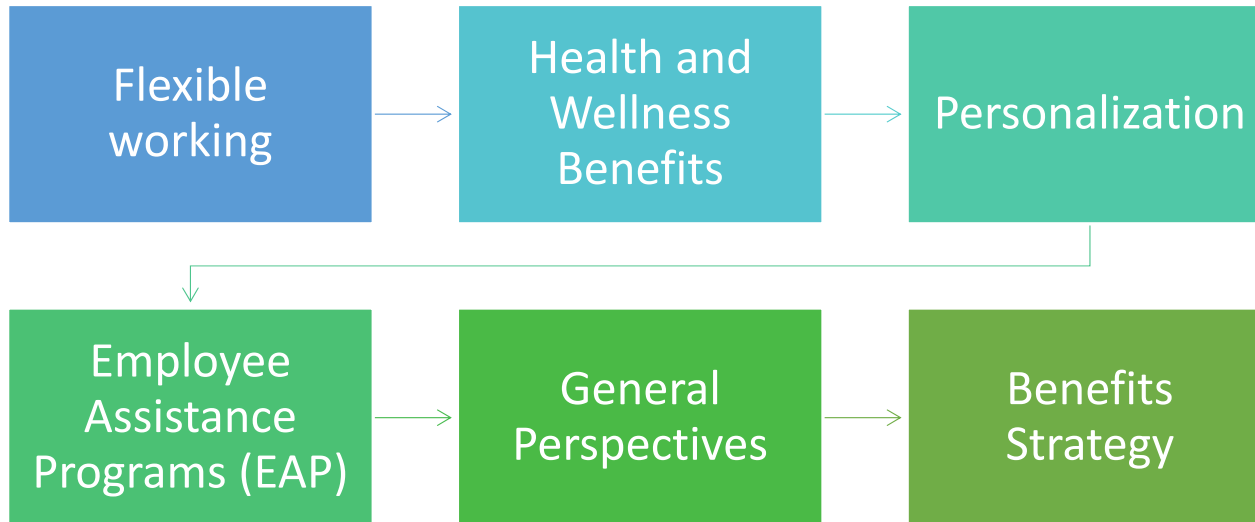 Flexible
working
Health and
Wellness
Benefits
Personalization
Employee
Assistance
Programs (EAP)
General
Perspectives
Benefits
Strategy